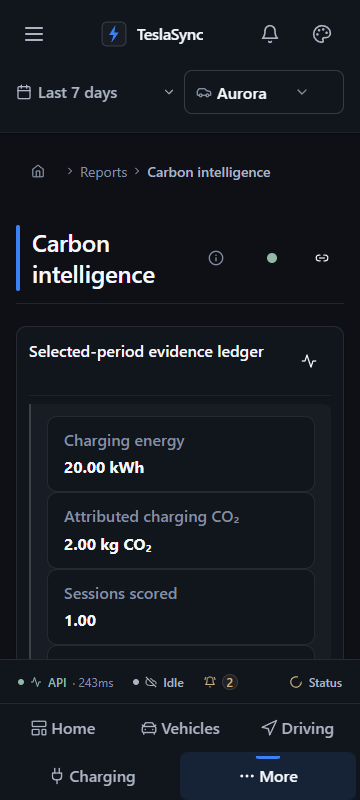 TeslaSync
Last 7 days
Aurora
Reports
Carbon intelligence
Carbon
intelligence
Selected-period evidence ledger
Charging energy
20.00 kWh
Attributed charging CO₂
2.00 kg CO₂
Sessions scored
1.00
API · 243ms
Idle
2
Status
Home
Vehicles
Driving
Charging
More